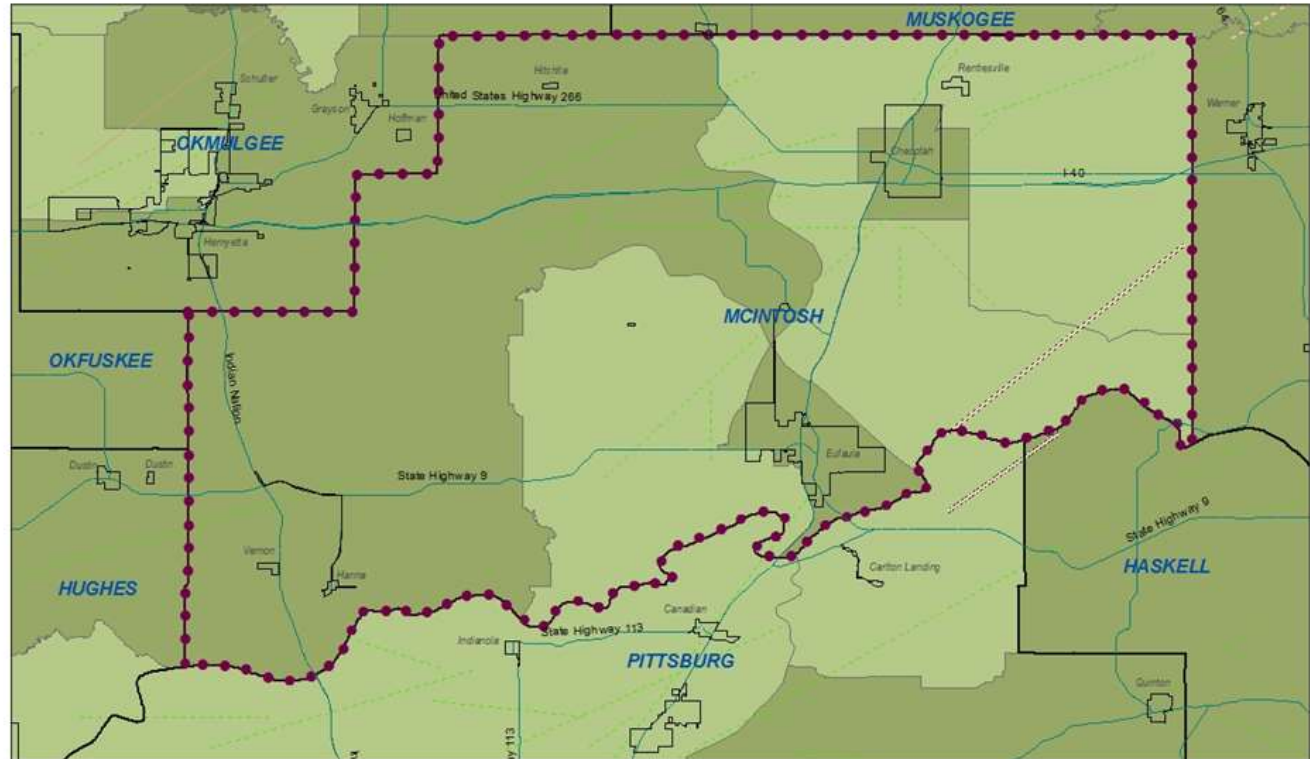 MUSKOGEE
64
Schulter
Hitchita
Rentiesville
Grayson
United States Highway 266
Hoffman
Warner
OKMULGEE
Checotah
I-40
Henryetta
MCINTOSH
OKFUSKEE
Indian Nation
Dustin
Dustin
State Highway 9
Eufaula
State Highway 9
Vernon
Hanna
Carlton Landing
HASKELL
HUGHES
Canadian
Indianola
State Highway 113
PITTSBURG
Quinton
113